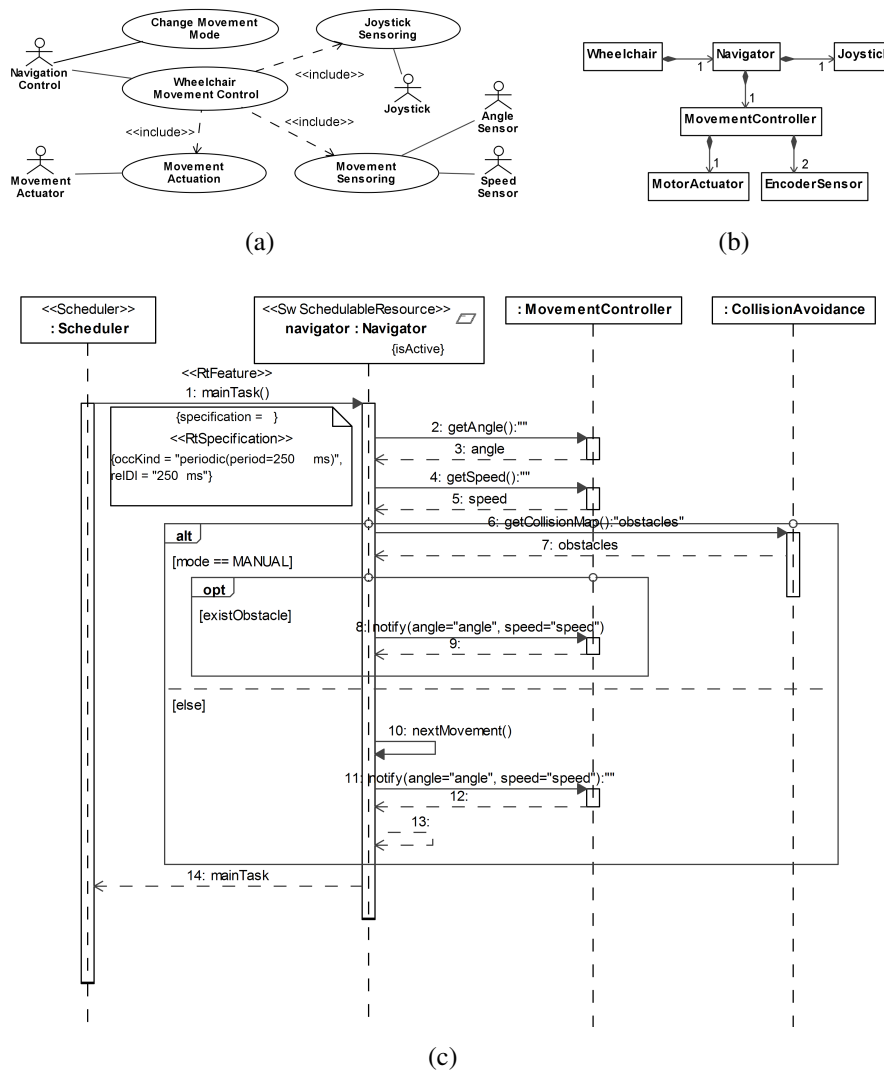 Change Movement
Mode
Joystick
Sensoring
Navigation
Control
<<include>>
Wheelchair
Movement Control
Joystick
<<include>>
<<include>>
Angle
Sensor
Movement
Actuator
Movement
Actuation
Movement
Sensoring
Speed
Sensor
(a)
Wheelchair
1
Navigator
1
Joystick
1
MovementController
1
2
MotorActuator
EncoderSensor
(b)
<<Scheduler>>
: Scheduler
<<SwSchedulableResource>>
navigator : Navigator
{isActive}
: MovementController
: CollisionAvoidance
<<RtFeature>>
1: mainTask()
{specification = }
<<RtSpecification>>
{occKind = "periodic(period=250 ms)",
relDl = "250 ms"}
2: getAngle():""
3: angle
4: getSpeed():""
5: speed
6: getCollisionMap():"obstacles"
alt
7: obstacles
[mode == MANUAL]
opt
[existObstacle]
8: notify(angle="angle", speed="speed")
9:
[else]
10: nextMovement()
11: notify(angle="angle", speed="speed"):""
12:
13:
14: mainTask
(c)